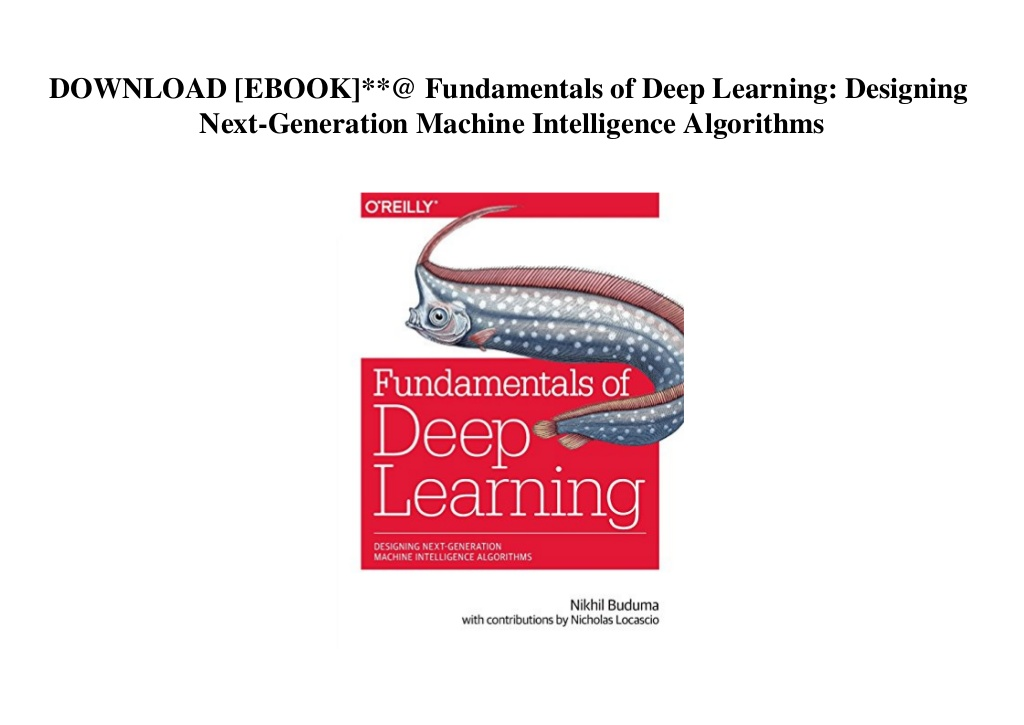 DOWNLOAD [EBOOK]**@ Fundamentals of Deep Learning: Designing
Next-Generation Machine Intelligence Algorithms
O'REILLY®
Fundamentals of
Deep
Learning
DESIGNING NEXT-GENERATION
MACHINE INTELLIGENCE ALGORITHMS
Nikhil Buduma
with contributions by Nicholas Locascio